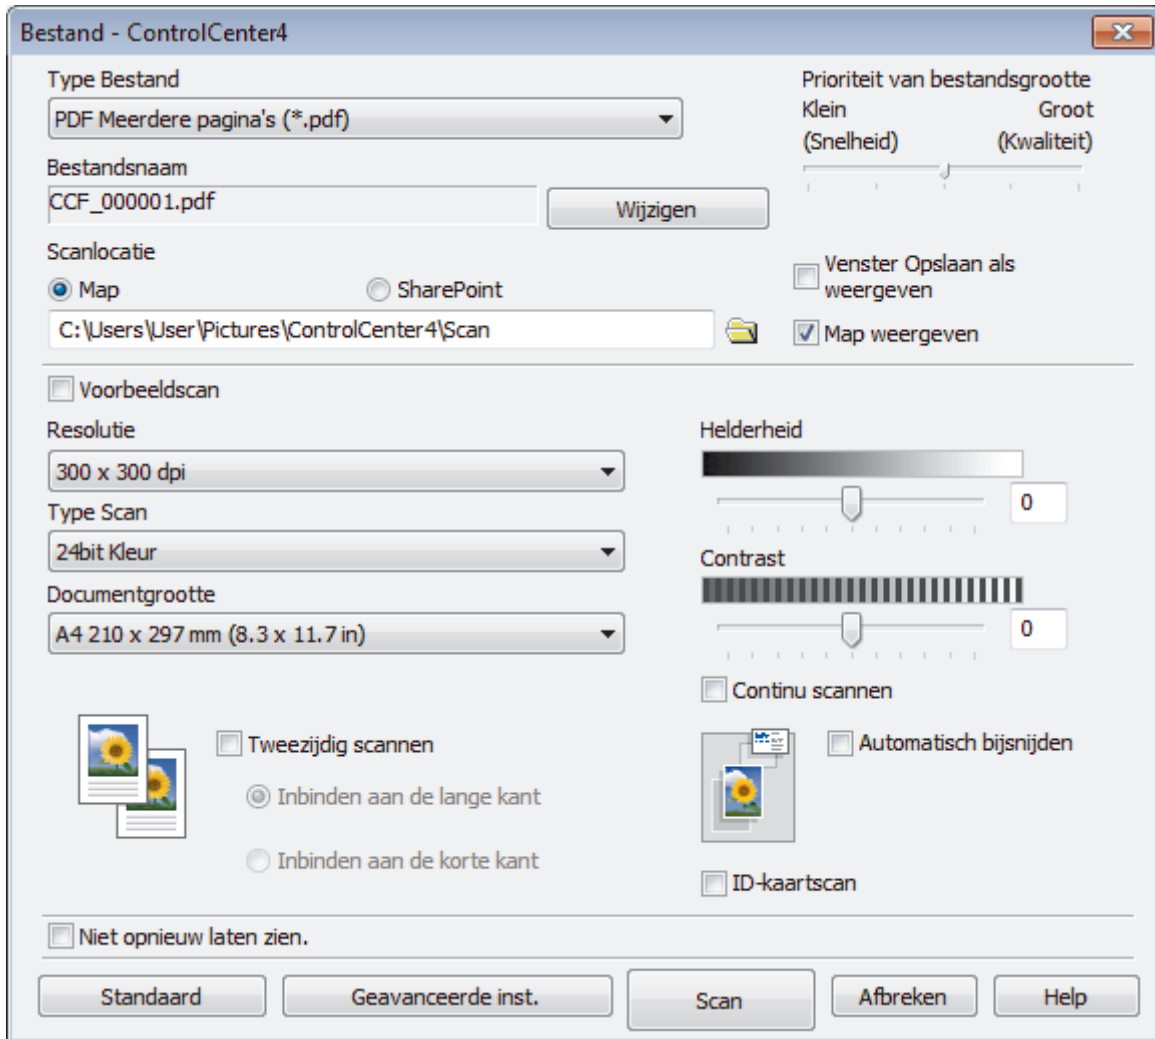 Bestand - ControlCenter4
Type Bestand
PDF Meerdere pagina's (*.pdf)
Prioriteit van bestandsgrootte
Klein Groot
(Snelheid) (Kwaliteit)
Bestandsnaam
CCF_000001.pdf
Wijzigen
Scanlocatie
Map SharePoint
C:\Users\User\Pictures\ControlCenter4\Scan
Venster Opslaan als
weergeven
Map weergeven
Voorbeeldscan
Resolutie
300 x 300 dpi
Type Scan
24bit Kleur
Documentgrootte
A4 210 x 297 mm (8.3 x 11.7 in)
Helderheid
0
Contrast
0
Continu scannen
Tweezijdig scannen
Inbinden aan de lange kant
Inbinden aan de korte kant
Automatisch bijsnijden
ID-kaartscan
Niet opnieuw laten zien.
Standaard Geavanceerde inst. Scan Afbreken Help